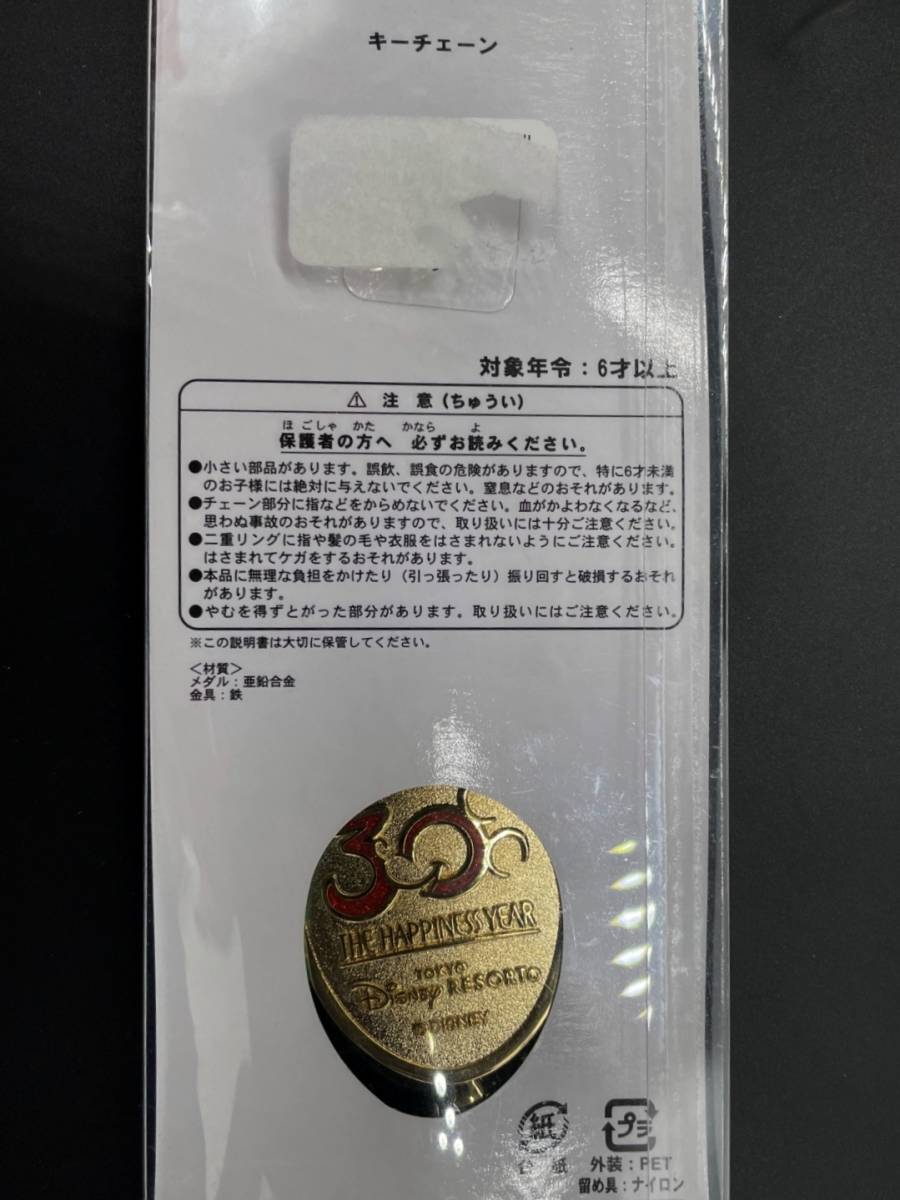 キーチェーン
対象年令：6才以上
⚠ 注 意 (ちゅうい)
ほごしゃ かた かなら よ
保護者の方へ 必ずお読みください。
●小さい部品があります。誤飲、誤食の危険がありますので、特に6才未満
のお子様には絶対に与えないでください。窒息などのおそれがあります。
●チェーン部分に指などをからめないでください。血がかよわなくなるなど、
思わぬ事故のおそれがありますので、取り扱いには十分ご注意ください。
●二重リングに指や髪の毛や衣服をはさまれないようにご注意ください。
はさまれてケガをするおそれがあります。
●本品に無理な負担をかけたり（引っ張ったり）振り回すと破損するおそれ
があります。
●やむを得ずとがった部分があります。取り扱いにはご注意ください。
※この説明書は大切に保管してください。
＜材質＞
メダル：亜鉛合金
金具：鉄
30th
THE HAPPINESS YEAR
TOKYO
Disney RESORT®
© DISNEY
紙
プラ
台 紙
外装：PET
留め具：ナイロン